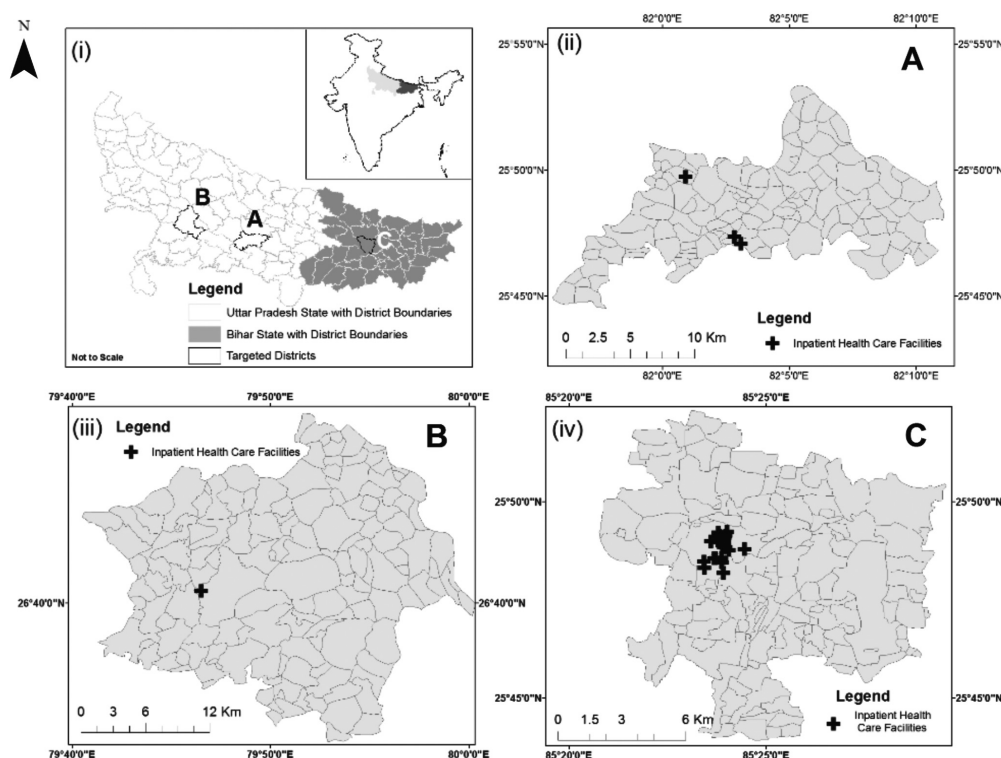 N
(i)
B
A
C
Legend
Uttar Pradesh State with District Boundaries
Bihar State with District Boundaries
Targeted Districts
Not to Scale
82°0'0"E 82°5'0"E 82°10'0"E
(ii)
A
25°55'0"N 25°55'0"N
25°50'0"N 25°50'0"N
25°45'0"N 25°45'0"N
Legend
Inpatient Health Care Facilities
0 2.5 5 10 Km
82°0'0"E 82°5'0"E 82°10'0"E
79°40'0"E 79°50'0"E 80°0'0"E
(iii)
Legend
Inpatient Health Care Facilities
B
26°40'0"N 26°40'0"N
0 3 6 12 Km
79°40'0"E 79°50'0"E 80°0'0"E
85°20'0"E 85°25'0"E
(iv)
C
25°50'0"N 25°50'0"N
25°45'0"N 25°45'0"N
Legend
Inpatient Health
Care Facilities
0 1.5 3 6 Km
85°20'0"E 85°25'0"E